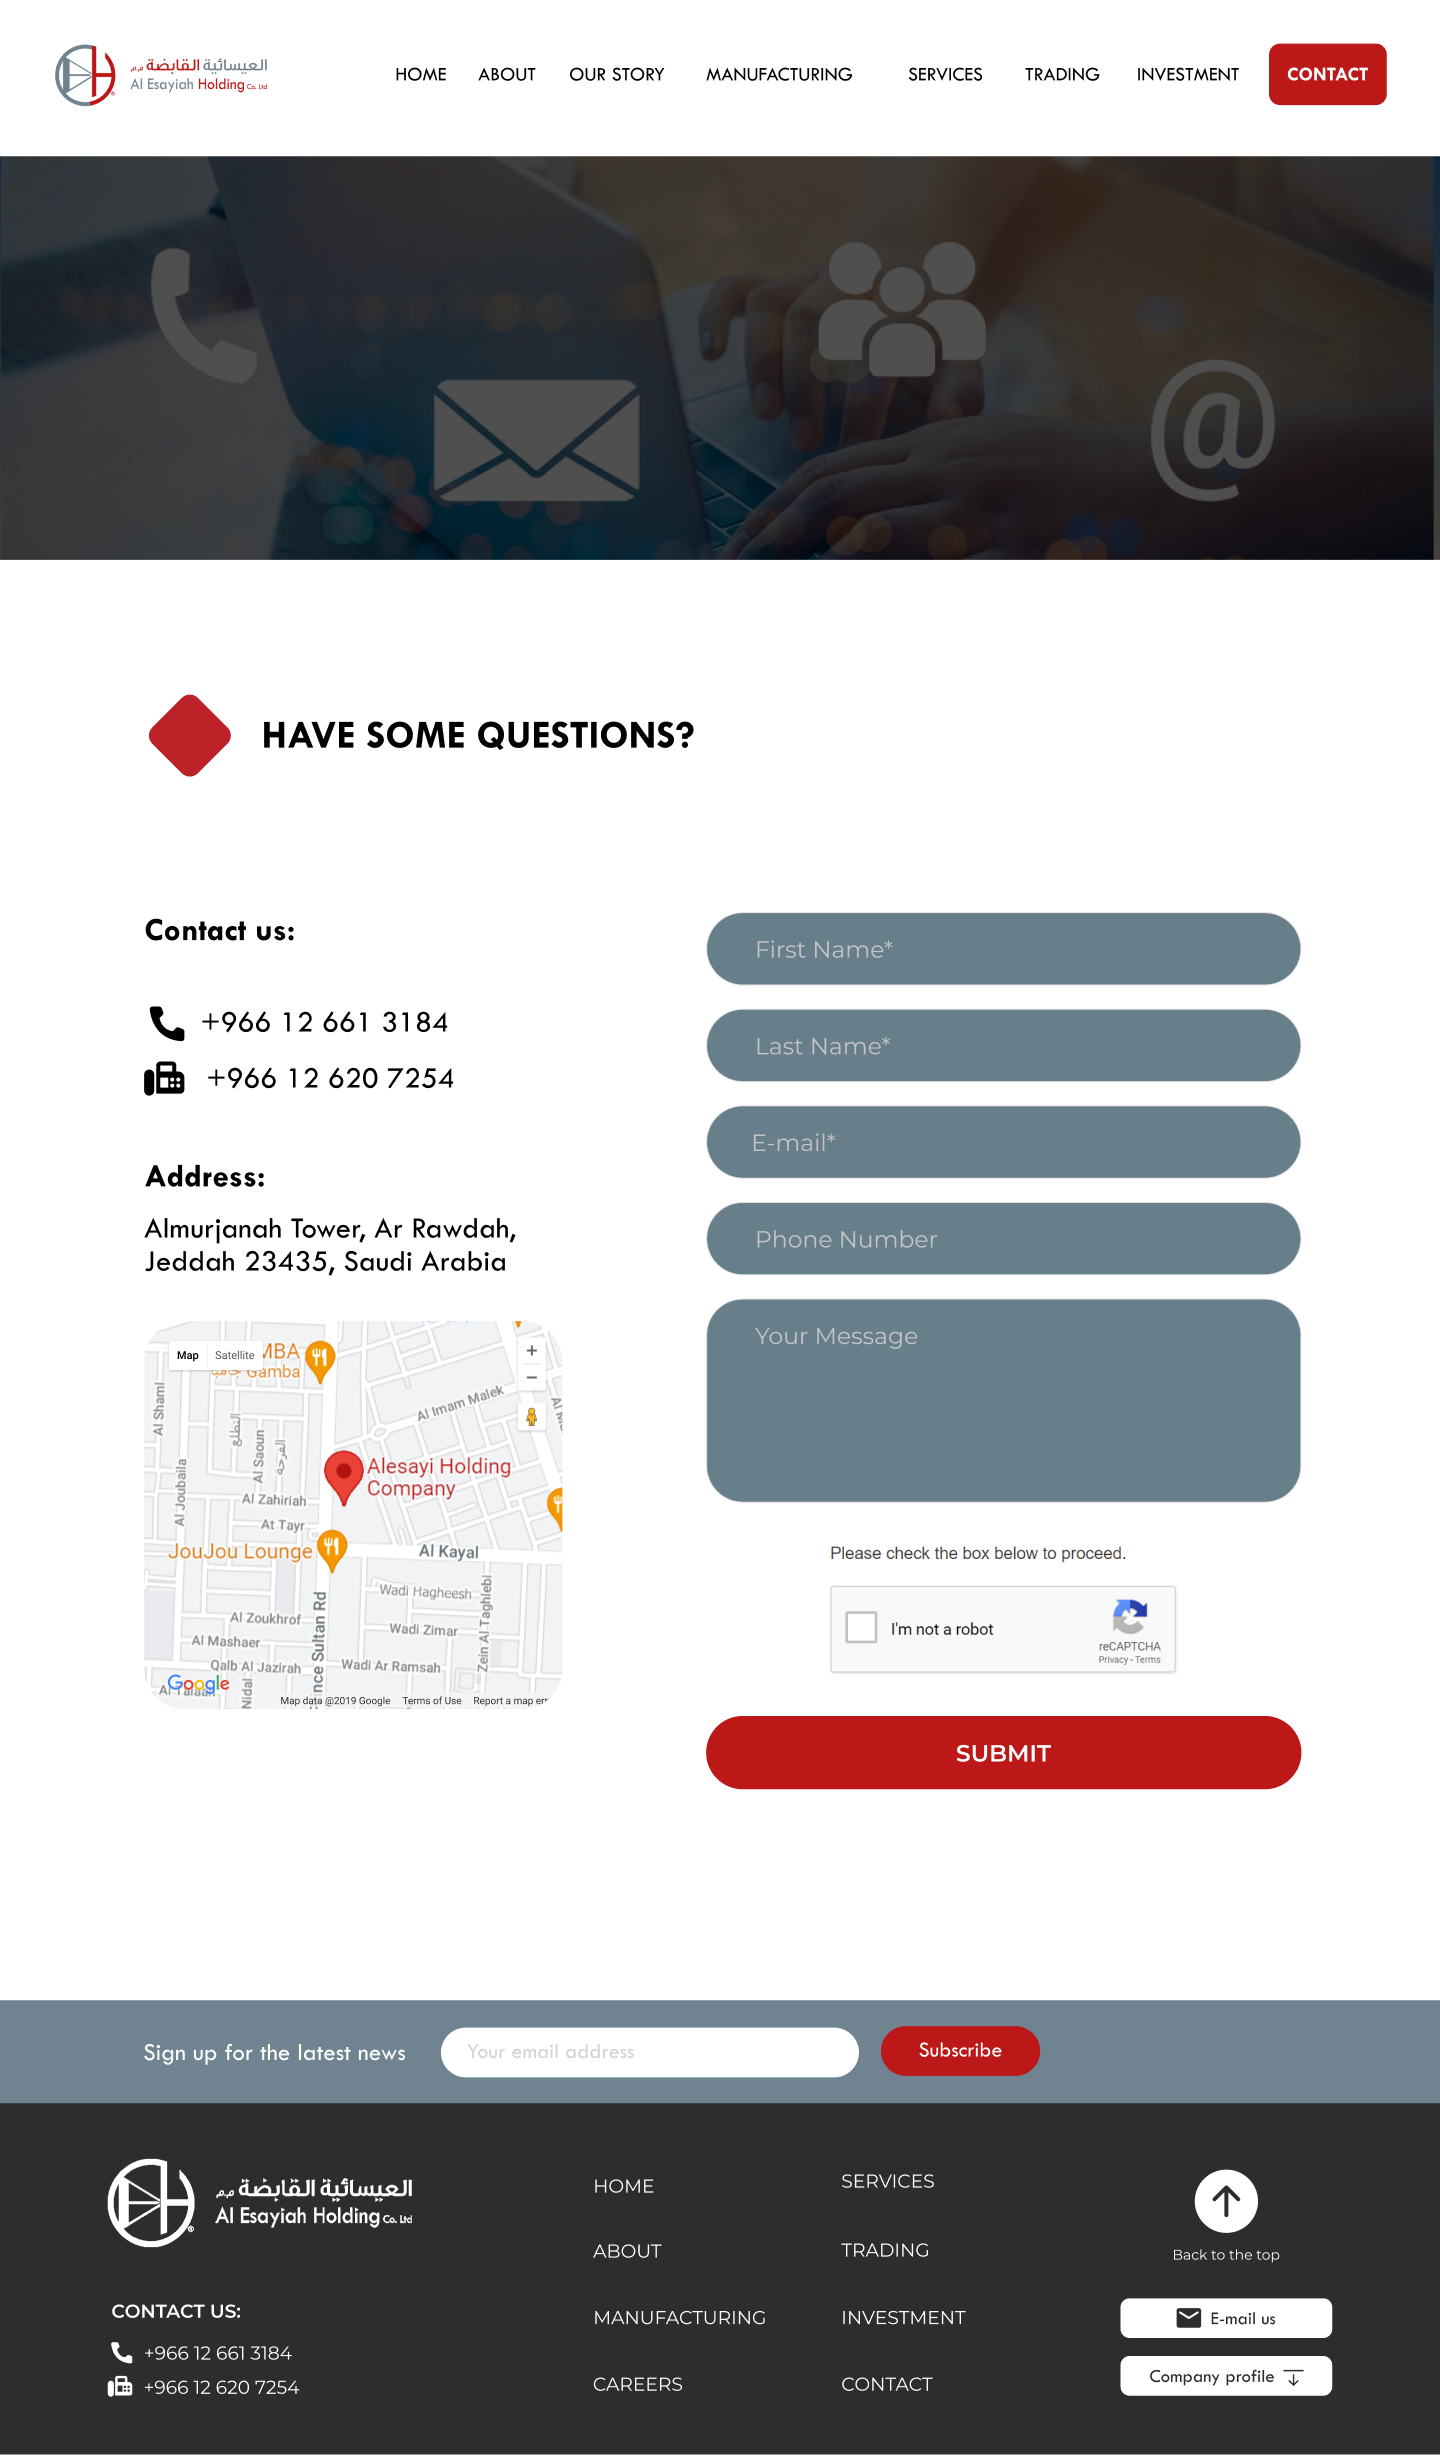 العيسائية القابضة م.م
Al Esayiah Holding Co. Ltd
HOME ABOUT OUR STORY MANUFACTURING SERVICES TRADING INVESTMENT CONTACT
@
HAVE SOME QUESTIONS?
Contact us:
+966 12 661 3184
+966 12 620 7254
Address:
Almurjanah Tower, Ar Rawdah,
Jeddah 23435, Saudi Arabia
Map Satellite
MBA
Gamba
Al Imam Malek
Al Shaml
Al Saoun
Al Joubaila
Alesayi Holding
Company
Al Zahiriah
At Tayr
JouJou Lounge
Al Kayal
Wadi Hagheesh
Al Zoukhrof
Wadi Zimar
Zein Al Taghlebi
Al Mashaer
Qalb Al Jazirah
Wadi Ar Ramsah
nce Sultan Rd
Nidal
Google
Map data @2019 Google Terms of Use Report a map err
First Name*
Last Name*
E-mail*
Phone Number
Your Message
Please check the box below to proceed.
I'm not a robot
reCAPTCHA
Privacy - Terms
SUBMIT
Sign up for the latest news
Your email address
Subscribe
العيسائية القابضة م.م
Al Esayiah Holding Co. Ltd
CONTACT US:
+966 12 661 3184
+966 12 620 7254
HOME
ABOUT
MANUFACTURING
CAREERS
SERVICES
TRADING
INVESTMENT
CONTACT
Back to the top
E-mail us
Company profile